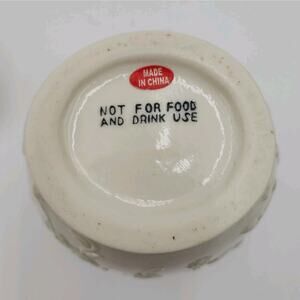 MADE
IN CHINA
NOT FOR FOOD
AND DRINK USE